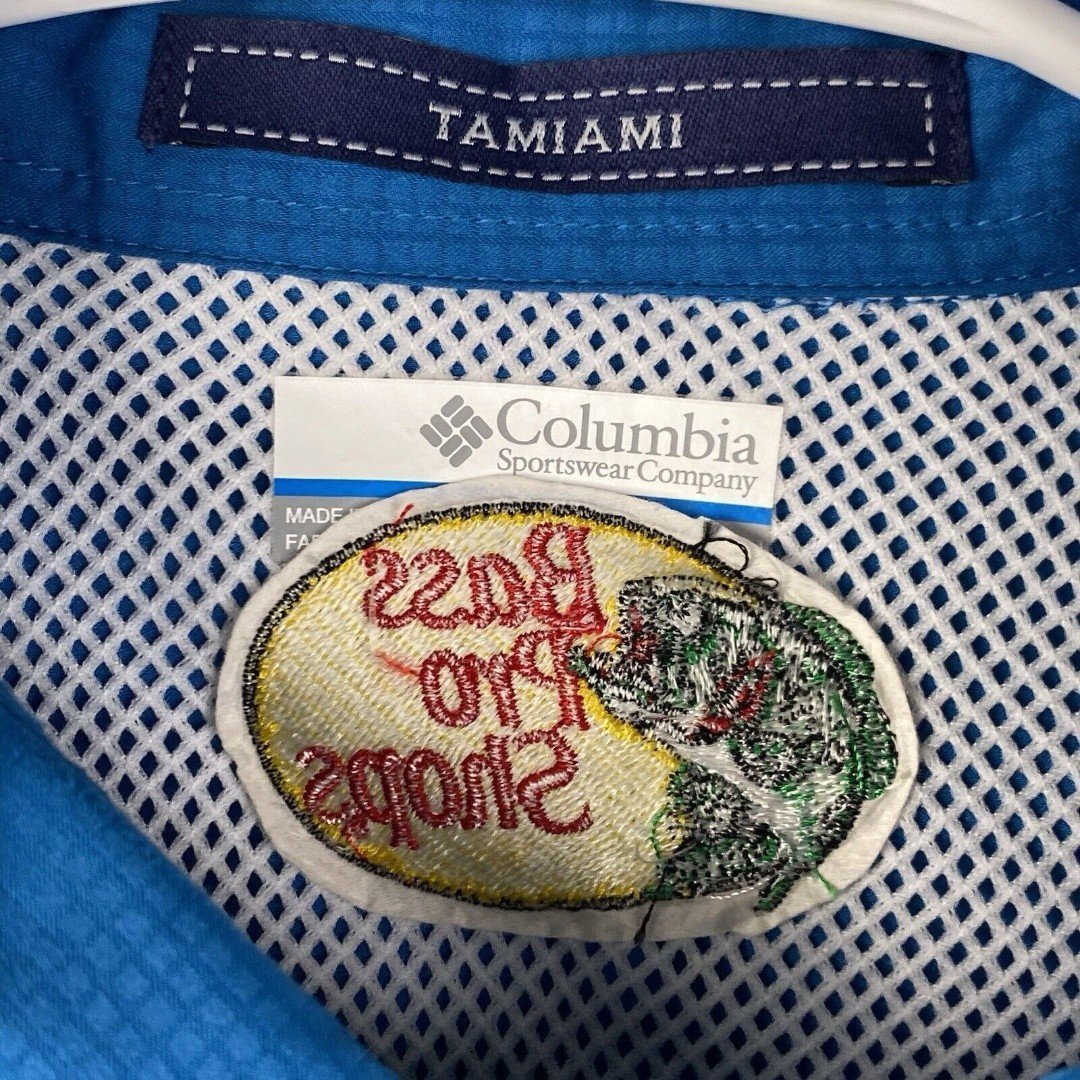 TAMIAMI
Columbia
Sportswear Company
MADE
Bass
Pro
Shops